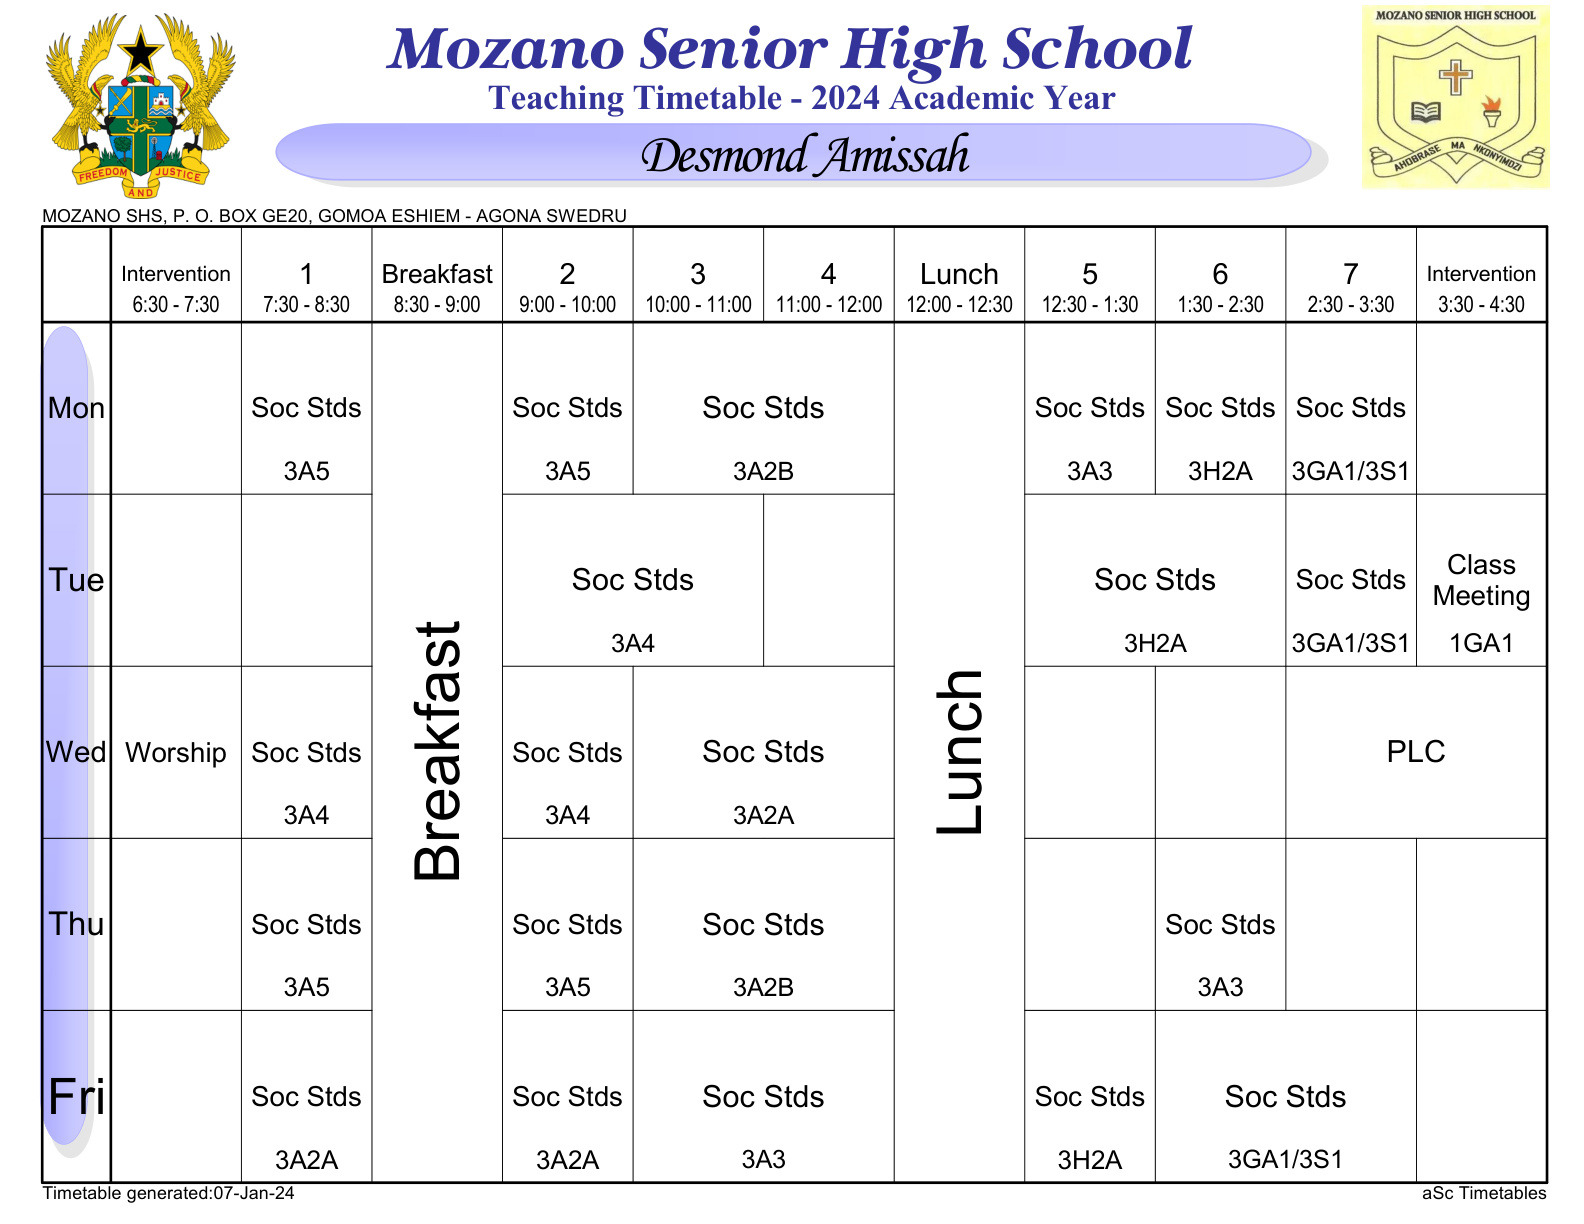 Mozano Senior High School
Teaching Timetable - 2024 Academic Year
Desmond Amissah
FREEDOM AND JUSTICE
MOZANO SENIOR HIGH SCHOOL
AHOBRASE MA NKONYIMDZI
MOZANO SHS, P. O. BOX GE20, GOMOA ESHIEM - AGONA SWEDRU
Intervention 1 Breakfast 2 3 4 Lunch 5 6 7 Intervention
6:30 - 7:30 7:30 - 8:30 8:30 - 9:00 9:00 - 10:00 10:00 - 11:00 11:00 - 12:00 12:00 - 12:30 12:30 - 1:30 1:30 - 2:30 2:30 - 3:30 3:30 - 4:30
Mon Soc Stds Soc Stds Soc Stds Soc Stds Soc Stds Soc Stds
3A5 3A5 3A2B 3A3 3H2A 3GA1/3S1
Tue Soc Stds Soc Stds Soc Stds Class Meeting
3A4 3H2A 3GA1/3S1 1GA1
Breakfast
Lunch
Wed Worship Soc Stds Soc Stds Soc Stds PLC
3A4 3A4 3A2A
Thu Soc Stds Soc Stds Soc Stds Soc Stds
3A5 3A5 3A2B 3A3
Fri Soc Stds Soc Stds Soc Stds Soc Stds Soc Stds
3A2A 3A2A 3A3 3H2A 3GA1/3S1
Timetable generated:07-Jan-24
aSc Timetables